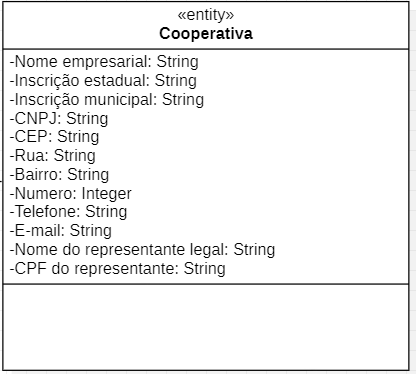 «entity»
Cooperativa
-Nome empresarial: String
-Inscrição estadual: String
-Inscrição municipal: String
-CNPJ: String
-CEP: String
-Rua: String
-Bairro: String
-Numero: Integer
-Telefone: String
-E-mail: String
-Nome do representante legal: String
-CPF do representante: String